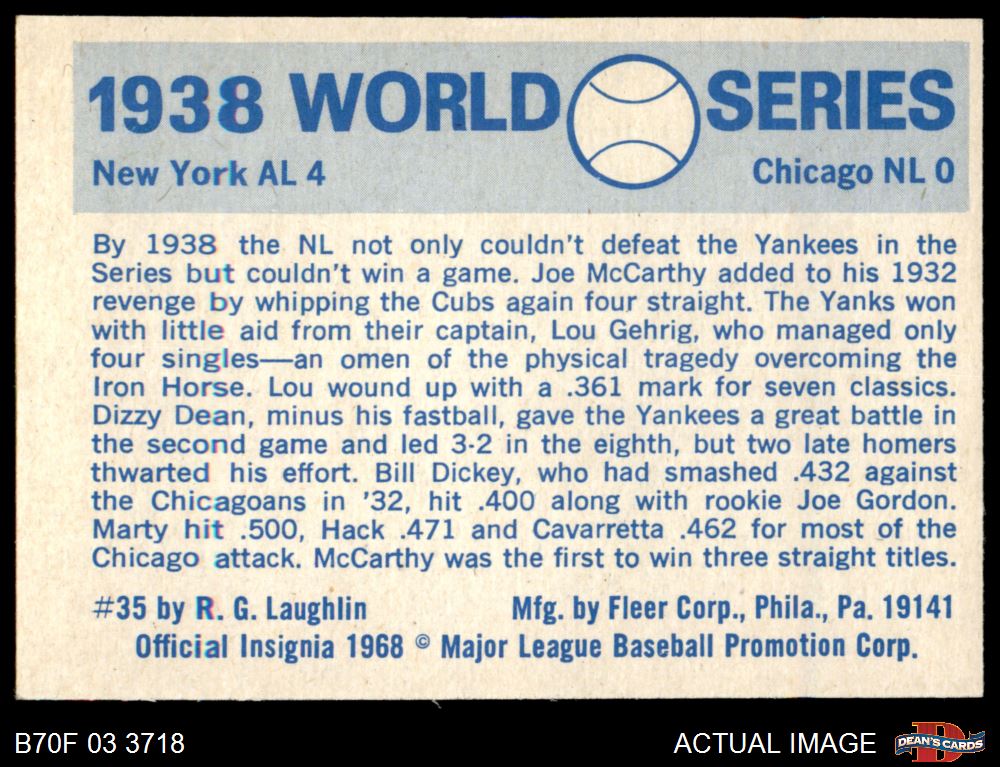 1938 WORLD SERIES
New York AL 4 Chicago NL 0
By 1938 the NL not only couldn't defeat the Yankees in the
Series but couldn't win a game. Joe McCarthy added to his 1932
revenge by whipping the Cubs again four straight. The Yanks won
with little aid from their captain, Lou Gehrig, who managed only
four singles—an omen of the physical tragedy overcoming the
Iron Horse. Lou wound up with a .361 mark for seven classics.
Dizzy Dean, minus his fastball, gave the Yankees a great battle in
the second game and led 3-2 in the eighth, but two late homers
thwarted his effort. Bill Dickey, who had smashed .432 against
the Chicagoans in '32, hit .400 along with rookie Joe Gordon.
Marty hit .500, Hack .471 and Cavarretta .462 for most of the
Chicago attack. McCarthy was the first to win three straight titles.
#35 by R. G. Laughlin Mfg. by Fleer Corp., Phila., Pa. 19141
Official Insignia 1968 © Major League Baseball Promotion Corp.
B70F 03 3718 ACTUAL IMAGE D DEAN'S CARDS